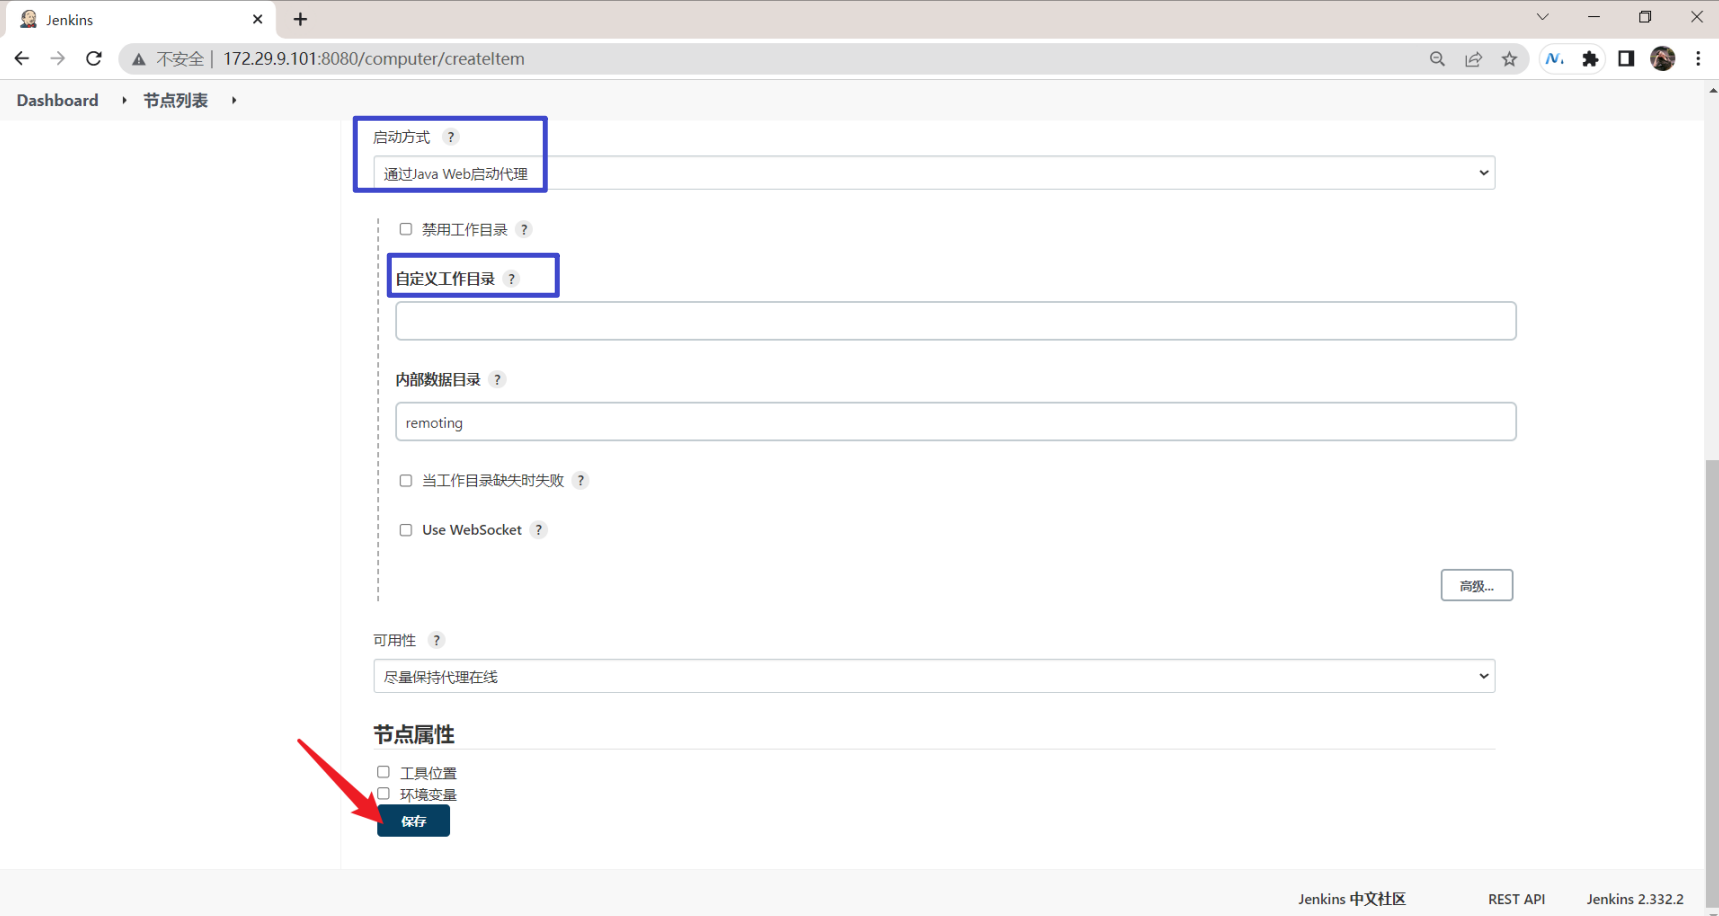 Jenkins
不安全 | 172.29.9.101:8080/computer/createItem
Dashboard 节点列表
启动方式 ?
通过Java Web启动代理
禁用工作目录 ?
自定义工作目录 ?
内部数据目录 ?
remoting
当工作目录缺失时失败 ?
Use WebSocket ?
高级...
可用性 ?
尽量保持代理在线
节点属性
工具位置
环境变量
保存
Jenkins 中文社区 REST API Jenkins 2.332.2